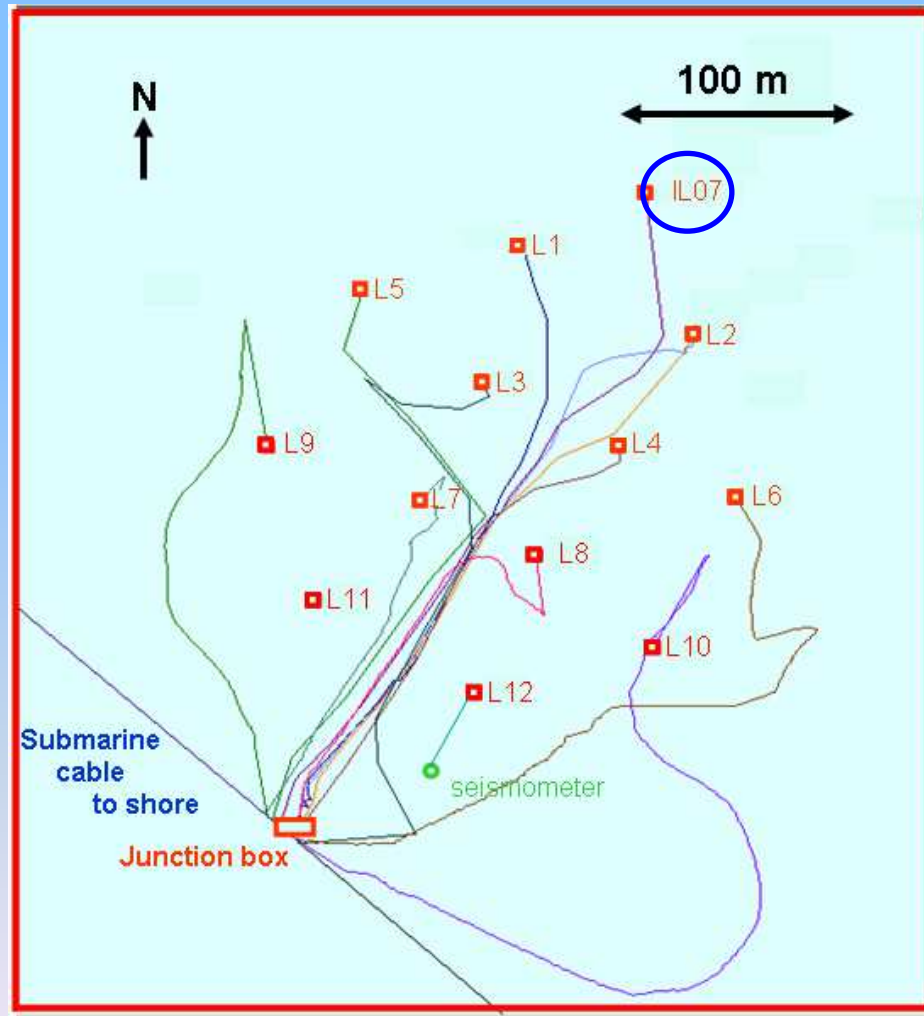 N
100 m
IL07
L1
L5
L2
L3
L9
L4
L7
L6
L8
L11
L10
L12
Submarine
cable
to shore
seismometer
Junction box